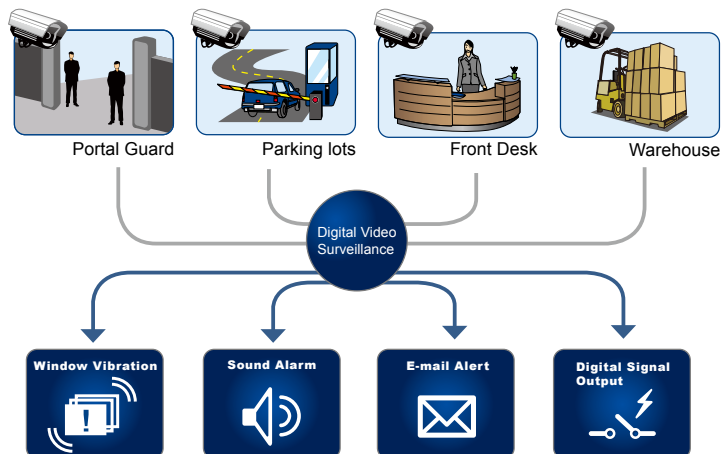 Portal Guard
Parking lots
Front Desk
Warehouse
Digital Video
Surveillance
Window Vibration
Sound Alarm
E-mail Alert
Digital Signal
Output
!